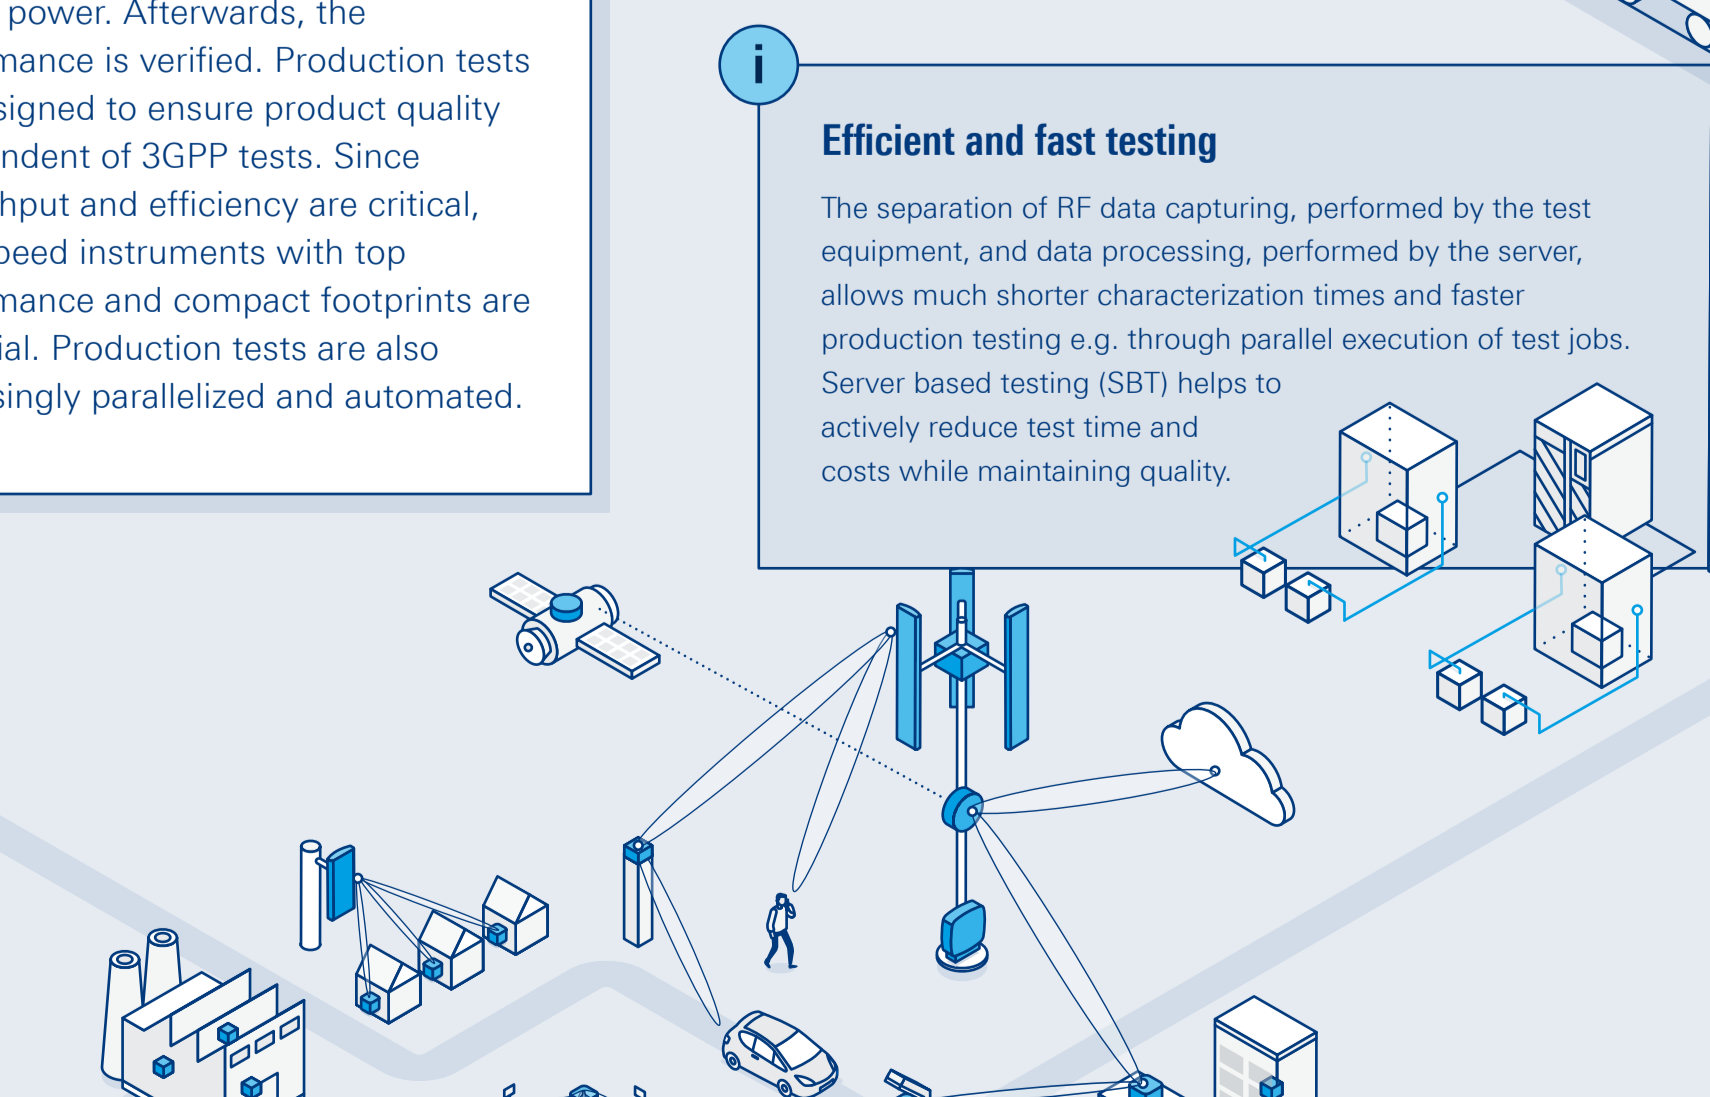 power. Afterwards, the
mance is verified. Production tests
signed to ensure product quality
ndent of 3GPP tests. Since
hput and efficiency are critical,
peed instruments with top
mance and compact footprints are
ial. Production tests are also
singly parallelized and automated.
i
Efficient and fast testing
The separation of RF data capturing, performed by the test
equipment, and data processing, performed by the server,
allows much shorter characterization times and faster
production testing e.g. through parallel execution of test jobs.
Server based testing (SBT) helps to
actively reduce test time and
costs while maintaining quality.